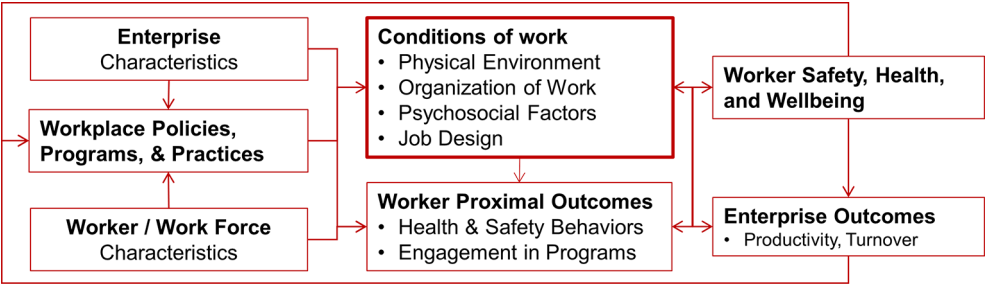 Enterprise
Characteristics
Workplace Policies,
Programs, & Practices
Worker / Work Force
Characteristics
Conditions of work
• Physical Environment
• Organization of Work
• Psychosocial Factors
• Job Design
Worker Proximal Outcomes
• Health & Safety Behaviors
• Engagement in Programs
Worker Safety, Health,
and Wellbeing
Enterprise Outcomes
• Productivity, Turnover